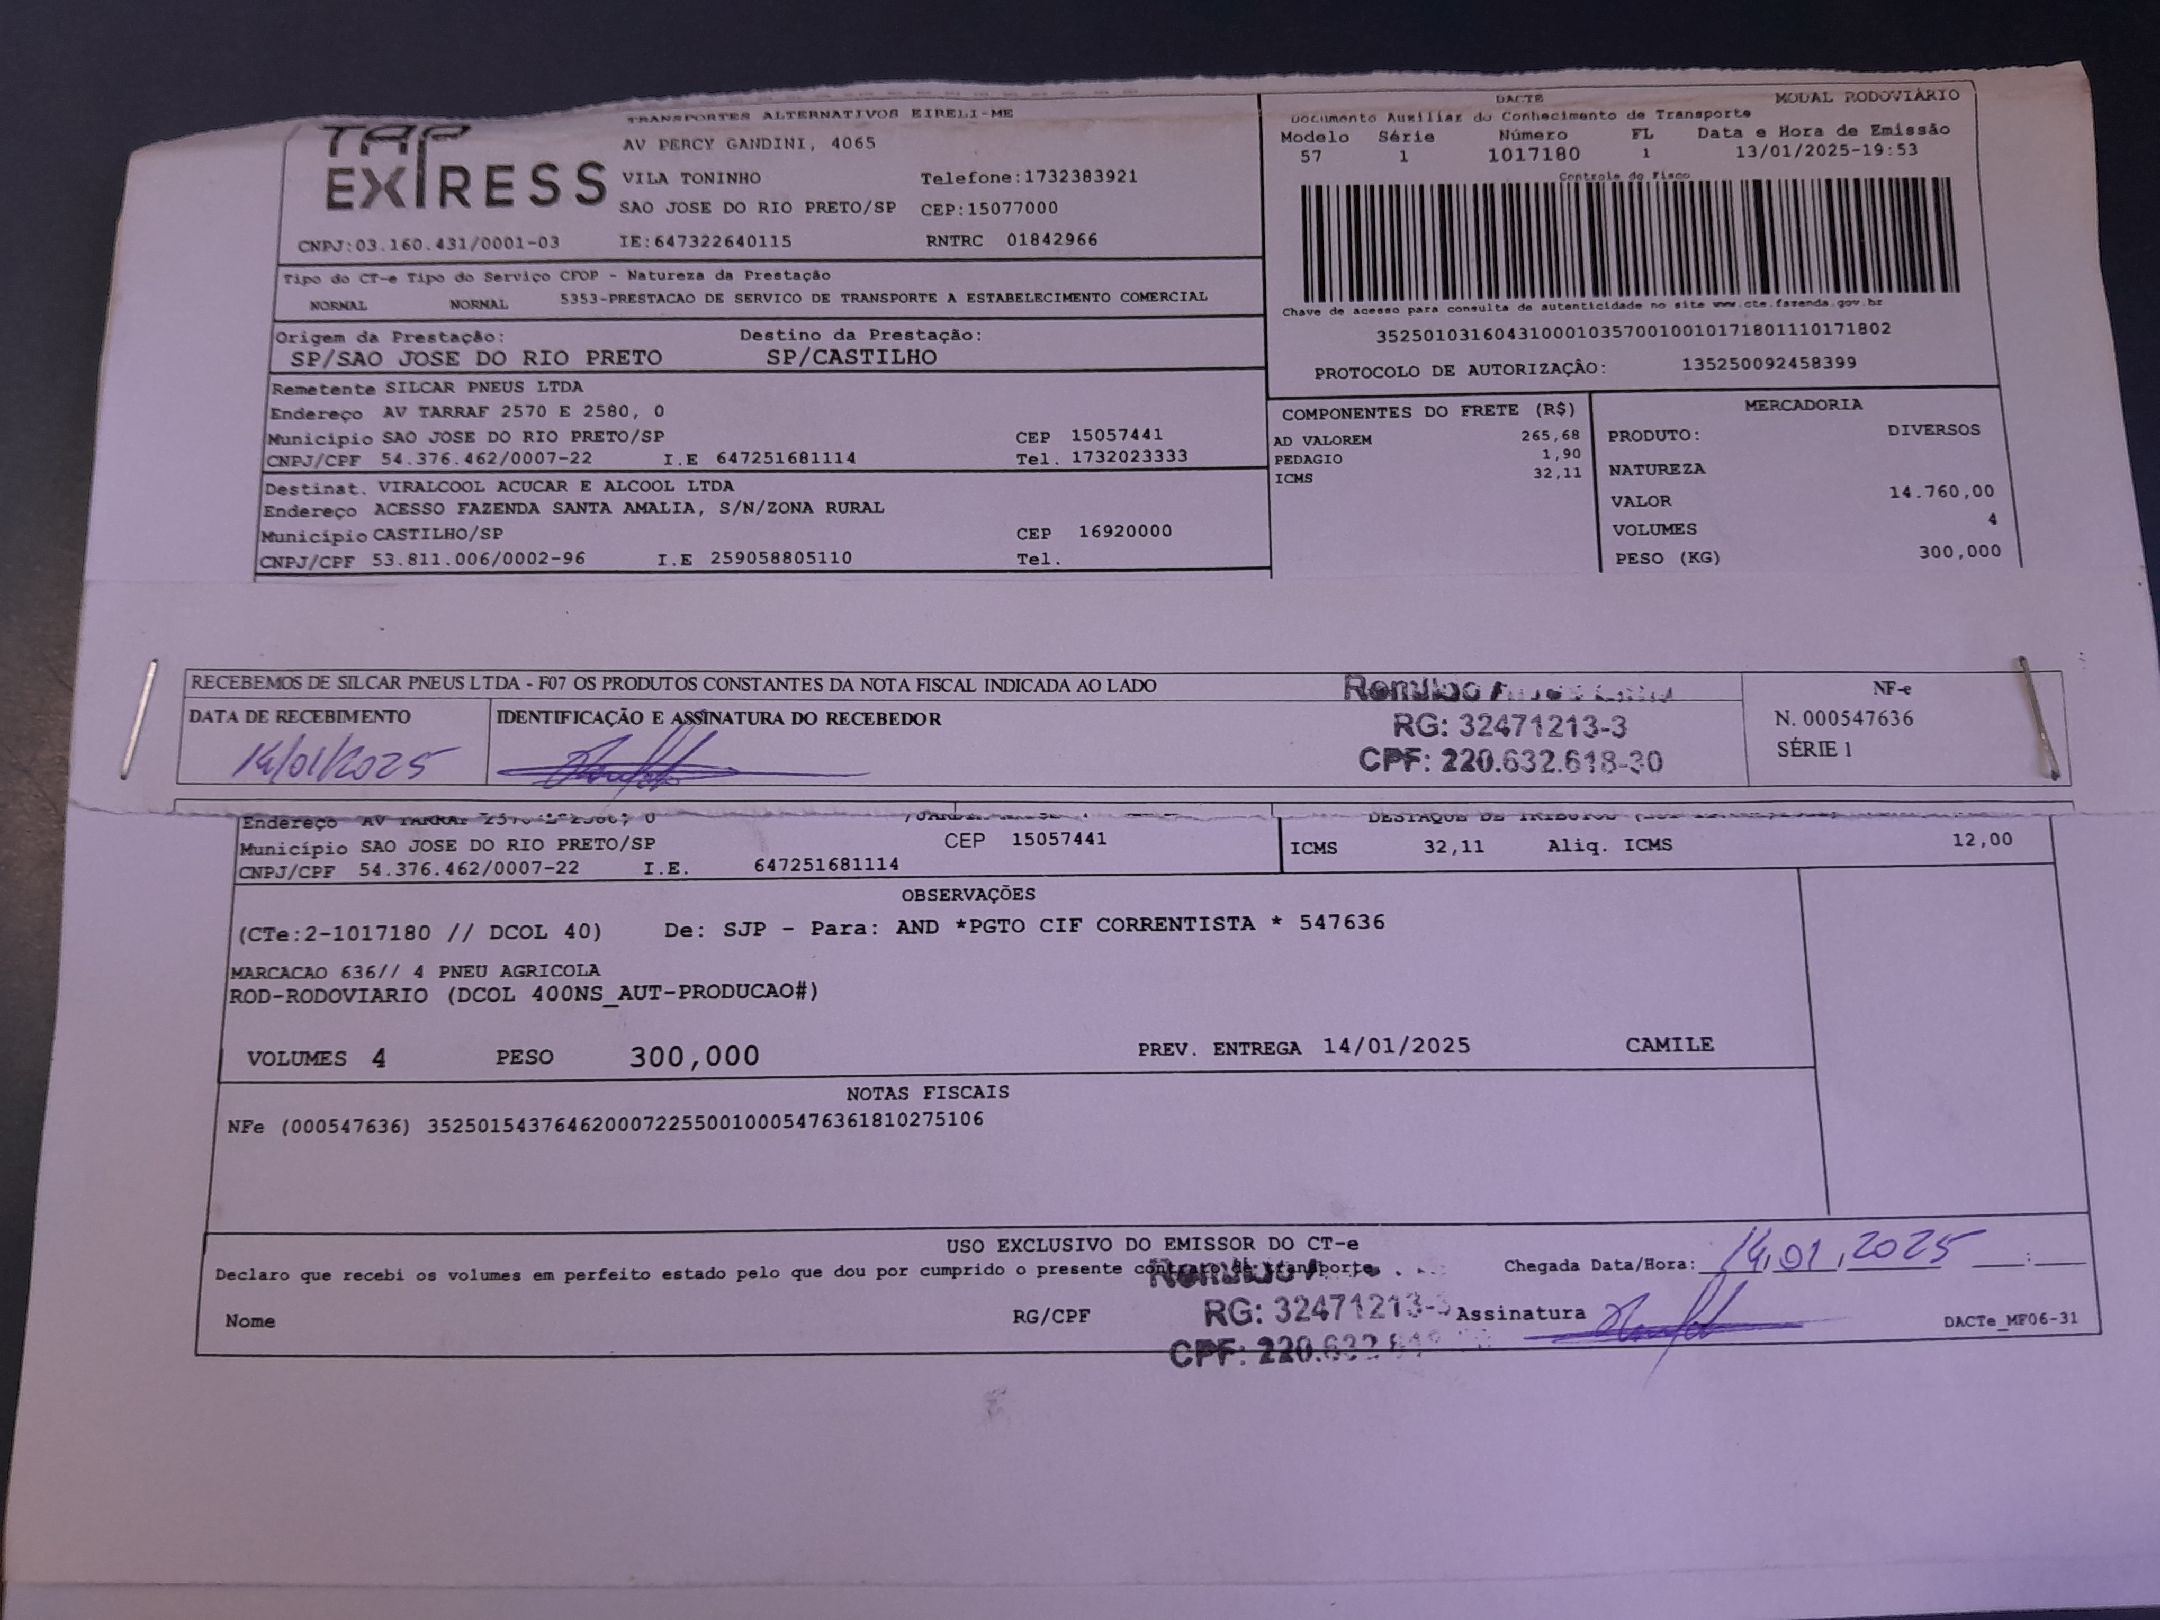 TRANSPORTES ALTERNATIVOS EIRELI-ME
TAP EXPRESS
AV PERCY GANDINI, 4065
VILA TONINHO Telefone:1732383921
SAO JOSE DO RIO PRETO/SP CEP:15077000
CNPJ:03.160.431/0001-03 IE:647322640115 RNTRC 01842966
DACTE MODAL RODOVIÁRIO
Documento Auxiliar do Conhecimento de Transporte
Modelo Série Número FL Data e Hora de Emissão
57 1 1017180 1 13/01/2025-19:53
Controle do Fisco
Tipo do CT-e Tipo do Serviço CFOP - Natureza da Prestação
NORMAL NORMAL 5353-PRESTACAO DE SERVICO DE TRANSPORTE A ESTABELECIMENTO COMERCIAL
Chave de acesso para consulta de autenticidade no site www.cte.fazenda.gov.br
35250103160431000103570010010171801110171802
PROTOCOLO DE AUTORIZAÇÂO: 135250092458399
Origem da Prestação: Destino da Prestação:
SP/SAO JOSE DO RIO PRETO SP/CASTILHO
Remetente SILCAR PNEUS LTDA
Endereço AV TARRAF 2570 E 2580, 0
Município SAO JOSE DO RIO PRETO/SP CEP 15057441
CNPJ/CPF 54.376.462/0007-22 I.E 647251681114 Tel. 1732023333
Destinat. VIRALCOOL ACUCAR E ALCOOL LTDA
Endereço ACESSO FAZENDA SANTA AMALIA, S/N/ZONA RURAL
Município CASTILHO/SP CEP 16920000
CNPJ/CPF 53.811.006/0002-96 I.E 259058805110 Tel.
COMPONENTES DO FRETE (R$)
AD VALOREM 265,68
PEDAGIO 1,90
ICMS 32,11
MERCADORIA
PRODUTO: DIVERSOS
NATUREZA
VALOR 14.760,00
VOLUMES 4
PESO (KG) 300,000
RECEBEMOS DE SILCAR PNEUS LTDA - F07 OS PRODUTOS CONSTANTES DA NOTA FISCAL INDICADA AO LADO
DATA DE RECEBIMENTO IDENTIFICAÇÃO E ASSINATURA DO RECEBEDOR
14/01/2025
RG: 32471213-3
CPF: 220.632.618-30
NF-e
N. 000547636
SÉRIE 1
Endereço AV TARRAF 2570 E 2580, 0
Município SAO JOSE DO RIO PRETO/SP CEP 15057441
CNPJ/CPF 54.376.462/0007-22 I.E. 647251681114
DESTAQUE DE TRIBUTOS
ICMS 32,11 Aliq. ICMS 12,00
OBSERVAÇÕES
(CTe:2-1017180 // DCOL 40) De: SJP - Para: AND *PGTO CIF CORRENTISTA * 547636
MARCACAO 636// 4 PNEU AGRICOLA
ROD-RODOVIARIO (DCOL 400NS_AUT-PRODUCAO#)
VOLUMES 4 PESO 300,000 PREV. ENTREGA 14/01/2025 CAMILE
NOTAS FISCAIS
NFe (000547636) 35250154376462000722550010005476361810275106
USO EXCLUSIVO DO EMISSOR DO CT-e
Declaro que recebi os volumes em perfeito estado pelo que dou por cumprido o presente contrato de transporte. Chegada Data/Hora: 14,01,2025 :
Nome RG/CPF RG: 32471213-3 Assinatura
CPF: 220.632
DACTe_MF06-31